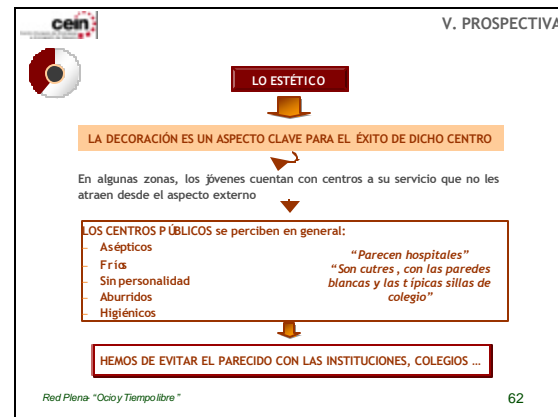 cein
V. PROSPECTIVA
LO ESTÉTICO
LA DECORACIÓN ES UN ASPECTO CLAVE PARA EL ÉXITO DE DICHO CENTRO
En algunas zonas, los jóvenes cuentan con centros a su servicio que no les
atraen desde el aspecto externo
LOS CENTROS PÚBLICOS se perciben en general:
– Asépticos
– Fríos
– Sin personalidad
– Aburridos
– Higiénicos
“Parecen hospitales”
“Son cutres, con las paredes
blancas y las típicas sillas de
colegio”
HEMOS DE EVITAR EL PARECIDO CON LAS INSTITUCIONES, COLEGIOS …
Red Plena- “Ocio y Tiempo libre”
62